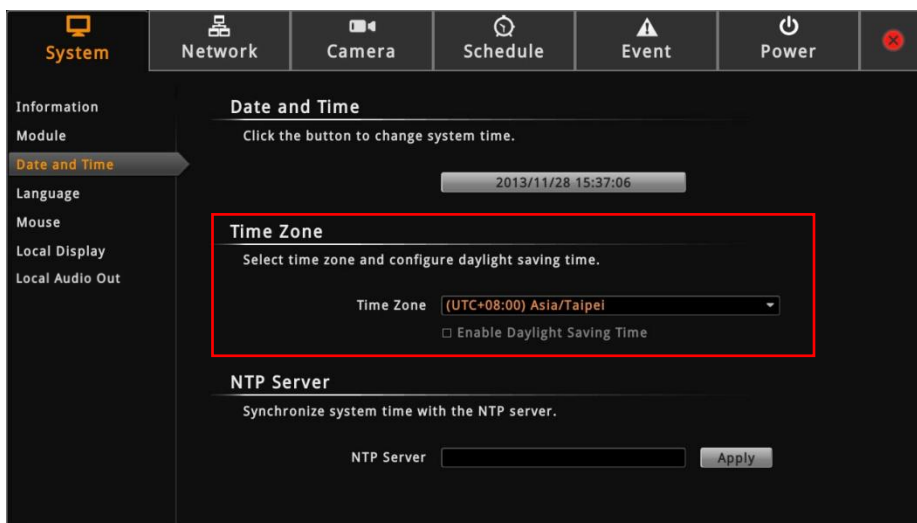 System
Network
Camera
Schedule
Event
Power
Information
Module
Date and Time
Language
Mouse
Local Display
Local Audio Out
Date and Time
Click the button to change system time.
2013/11/28 15:37:06
Time Zone
Select time zone and configure daylight saving time.
Time Zone (UTC+08:00) Asia/Taipei
Enable Daylight Saving Time
NTP Server
Synchronize system time with the NTP server.
NTP Server Apply